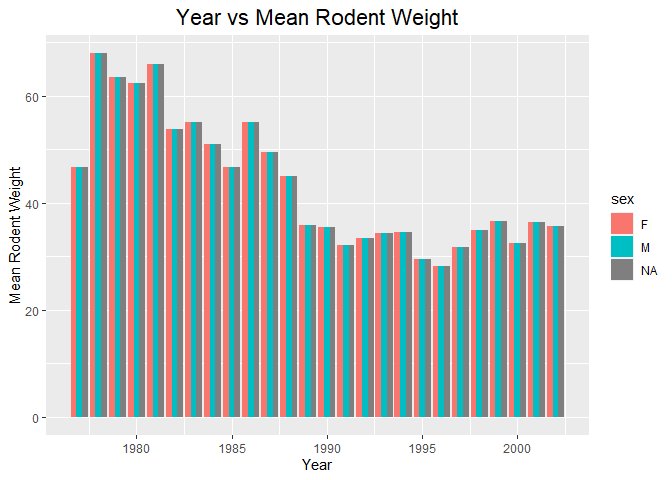 Year vs Mean Rodent Weight
Mean Rodent Weight
60
40
20
0
1980 1985 1990 1995 2000
Year
sex
F
M
NA